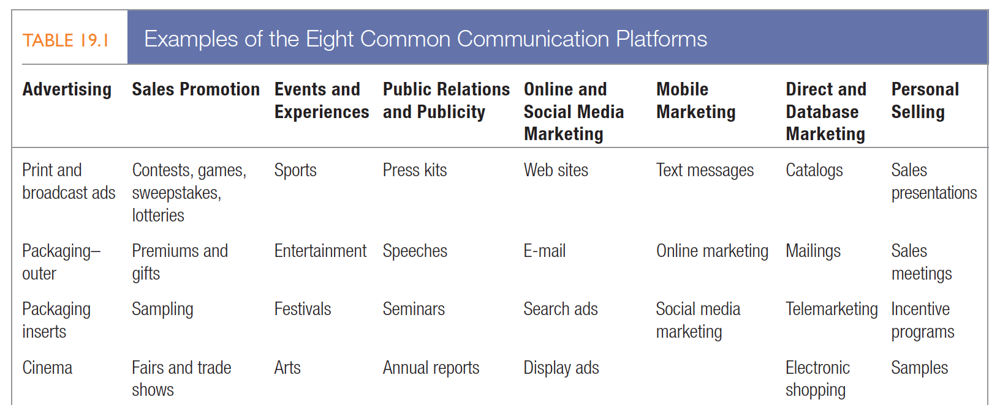 TABLE 19.1 Examples of the Eight Common Communication Platforms
Advertising Sales Promotion Events and Public Relations Online and Mobile Direct and Personal
Experiences and Publicity Social Media Marketing Database Selling
Marketing Marketing
Print and Contests, games, Sports Press kits Web sites Text messages Catalogs Sales
broadcast ads sweepstakes, presentations
lotteries
Packaging– Premiums and Entertainment Speeches E-mail Online marketing Mailings Sales
outer gifts meetings
Packaging Sampling Festivals Seminars Search ads Social media Telemarketing Incentive
inserts marketing programs
Cinema Fairs and trade Arts Annual reports Display ads Electronic Samples
shows shopping